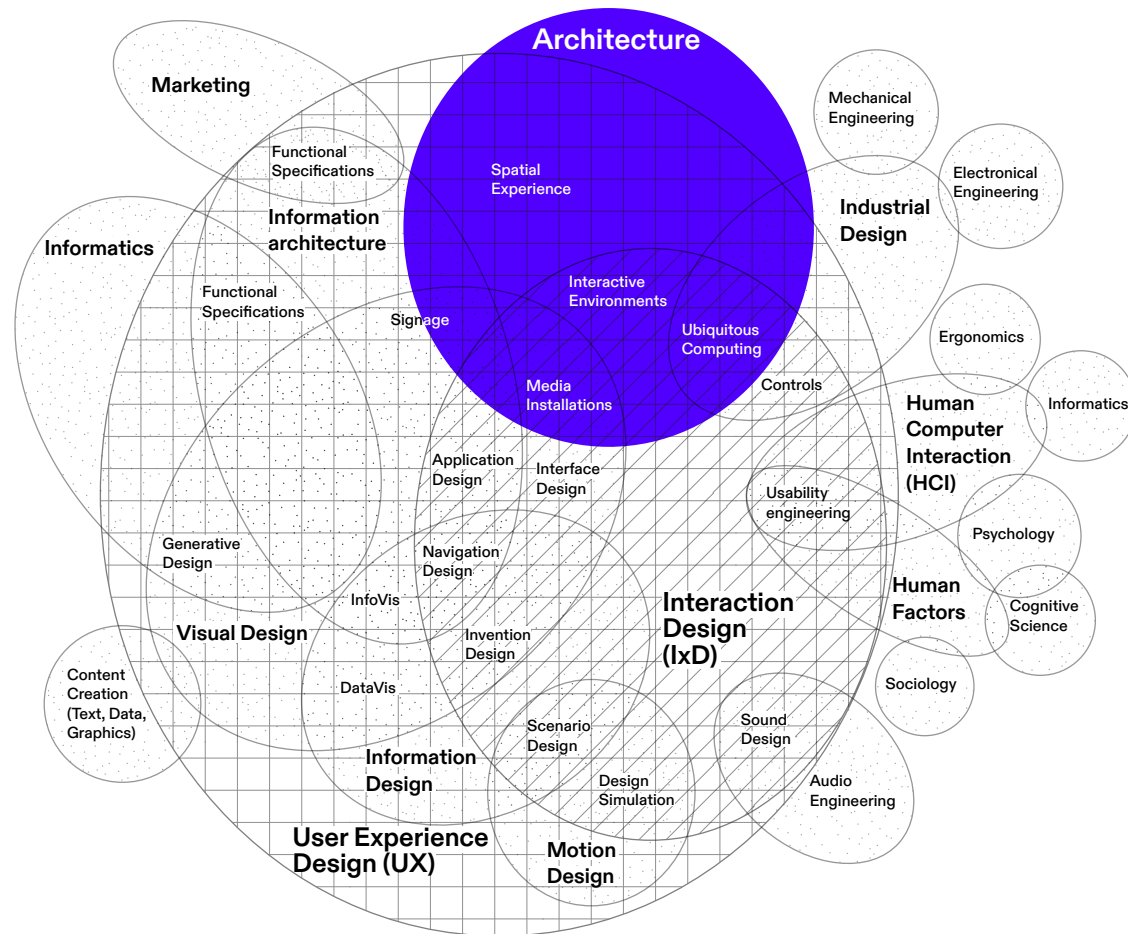 Architecture
Marketing
Mechanical
Engineering
Functional
Specifications
Spatial
Experience
Electronical
Engineering
Information
architecture
Industrial
Design
Informatics
Interactive
Environments
Functional
Specifications
Signage
Ubiquitous
Computing
Ergonomics
Media
Installations
Controls
Informatics
Human
Computer
Interaction
(HCI)
Application
Design
Interface
Design
Usability
engineering
Generative
Design
Navigation
Design
Psychology
InfoVis
Human
Factors
Cognitive
Science
Visual Design
Invention
Design
Interaction
Design
(IxD)
Content
Creation
(Text, Data,
Graphics)
DataVis
Sociology
Scenario
Design
Sound
Design
Information
Design
Design
Simulation
Audio
Engineering
User Experience
Design (UX)
Motion
Design